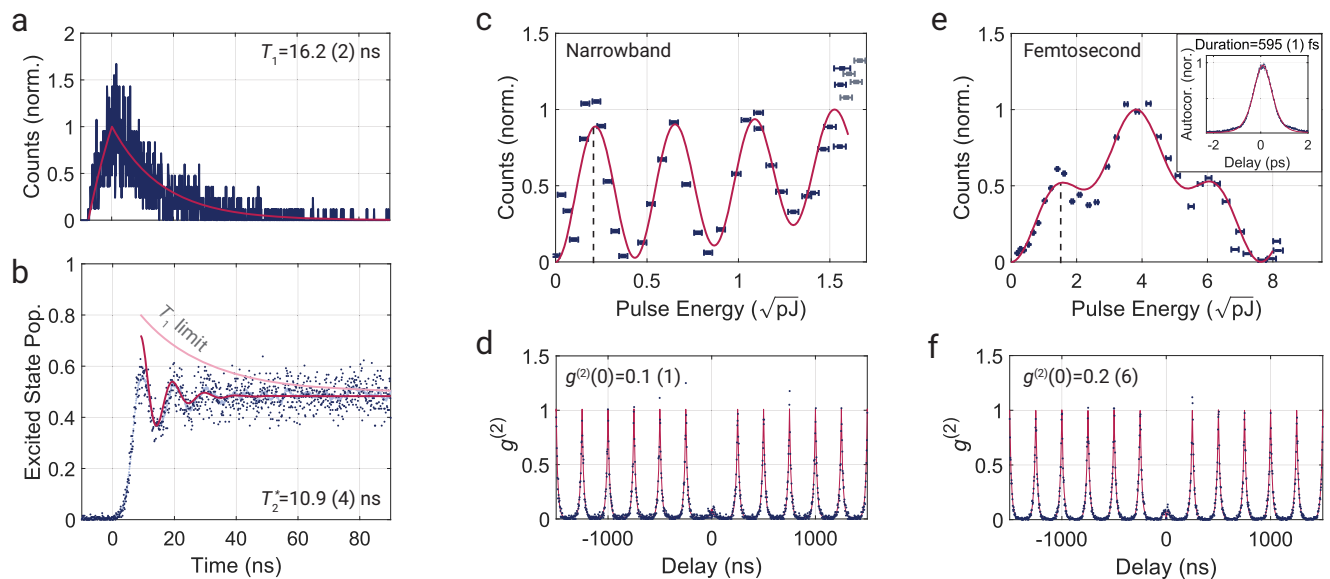 a
2
1.5
1
0.5
0
Counts (norm.)
T₁=16.2 (2) ns
b
1
0.8
0.6
0.4
0.2
0
Excited State Pop.
T₁ limit
T₂*=10.9 (4) ns
0
20
40
60
80
Time (ns)
c
1.5
1
0.5
0
Counts (norm.)
Narrowband
0
0.5
1
1.5
Pulse Energy (√pJ)
d
1.5
1
0.5
0
g⁽²⁾
g⁽²⁾(0)=0.1 (1)
-1000
0
1000
Delay (ns)
e
1.5
1
0.5
0
Counts (norm.)
Femtosecond
Duration=595 (1) fs
Autocor. (nor.)
1
0
-2
0
2
Delay (ps)
0
2
4
6
8
Pulse Energy (√pJ)
f
1.5
1
0.5
0
g⁽²⁾
g⁽²⁾(0)=0.2 (6)
-1000
0
1000
Delay (ns)